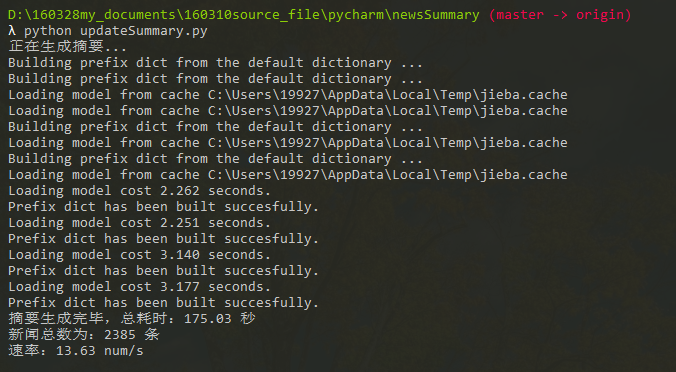 D:\160328my_documents\160310source_file\pycharm\newsSummary (master -> origin)
λ python updateSummary.py
正在生成摘要...
Building prefix dict from the default dictionary ...
Building prefix dict from the default dictionary ...
Loading model from cache C:\Users\19927\AppData\Local\Temp\jieba.cache
Loading model from cache C:\Users\19927\AppData\Local\Temp\jieba.cache
Building prefix dict from the default dictionary ...
Loading model from cache C:\Users\19927\AppData\Local\Temp\jieba.cache
Building prefix dict from the default dictionary ...
Loading model from cache C:\Users\19927\AppData\Local\Temp\jieba.cache
Loading model cost 2.262 seconds.
Prefix dict has been built succesfully.
Loading model cost 2.251 seconds.
Prefix dict has been built succesfully.
Loading model cost 3.140 seconds.
Prefix dict has been built succesfully.
Loading model cost 3.177 seconds.
Prefix dict has been built succesfully.
摘要生成完毕，总耗时：175.03 秒
新闻总数为：2385 条
速率：13.63 num/s